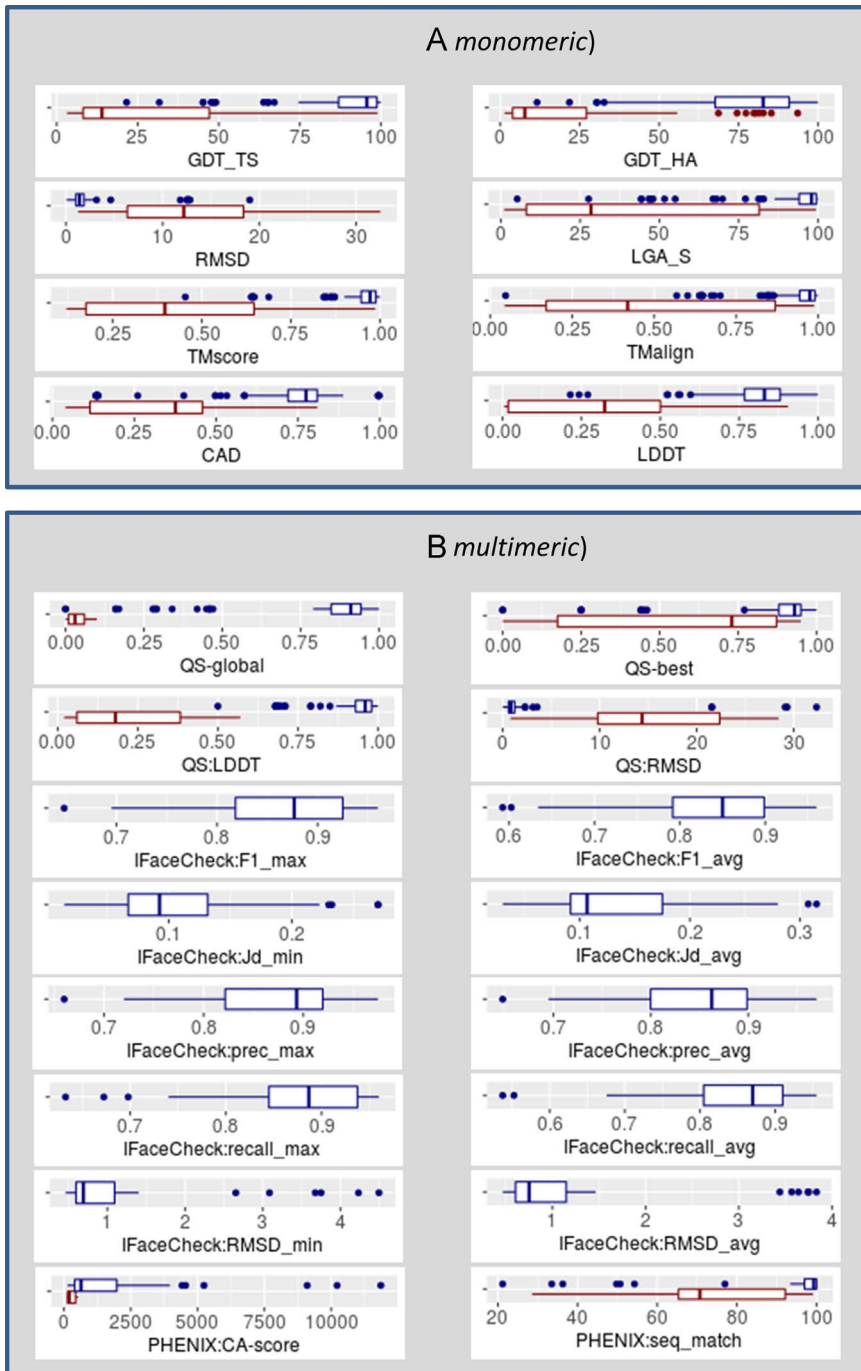 A monomeric)
0 25 50 75 100
GDT_TS
0 25 50 75 100
GDT_HA
0 10 20 30
RMSD
0 25 50 75 100
LGA_S
0.25 0.50 0.75 1.00
TMscore
0.00 0.25 0.50 0.75 1.00
TMalign
0.00 0.25 0.50 0.75 1.00
CAD
0.00 0.25 0.50 0.75 1.00
LDDT
B multimeric)
0.00 0.25 0.50 0.75 1.00
QS-global
0.00 0.25 0.50 0.75 1.00
QS-best
0.00 0.25 0.50 0.75 1.00
QS:LDDT
0 10 20 30
QS:RMSD
0.7 0.8 0.9
IFaceCheck:F1_max
0.6 0.7 0.8 0.9
IFaceCheck:F1_avg
0.1 0.2
IFaceCheck:Jd_min
0.1 0.2 0.3
IFaceCheck:Jd_avg
0.7 0.8 0.9
IFaceCheck:prec_max
0.7 0.8 0.9
IFaceCheck:prec_avg
0.7 0.8 0.9
IFaceCheck:recall_max
0.6 0.7 0.8 0.9
IFaceCheck:recall_avg
1 2 3 4
IFaceCheck:RMSD_min
1 2 3 4
IFaceCheck:RMSD_avg
0 2500 5000 7500 10000
PHENIX:CA-score
20 40 60 80 100
PHENIX:seq_match